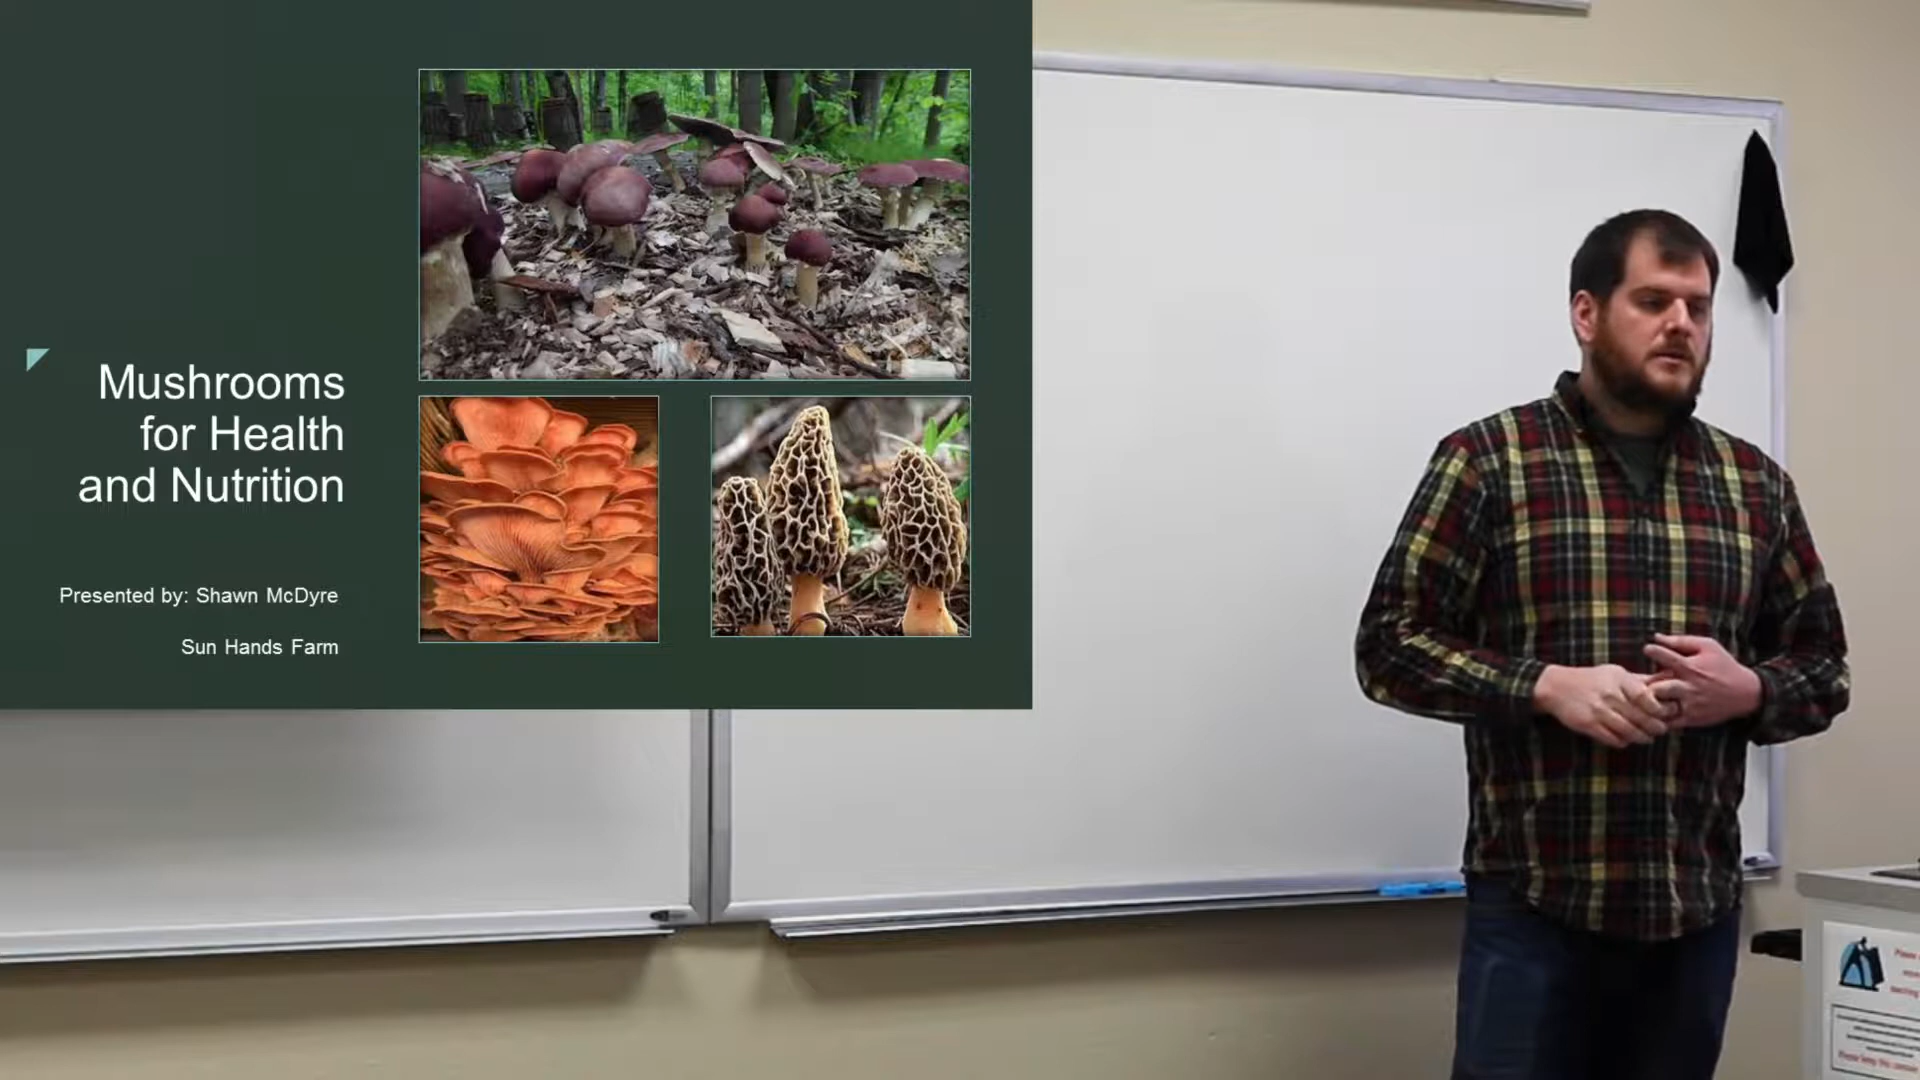 Mushrooms
for Health
and Nutrition
Presented by: Shawn McDyre
Sun Hands Farm